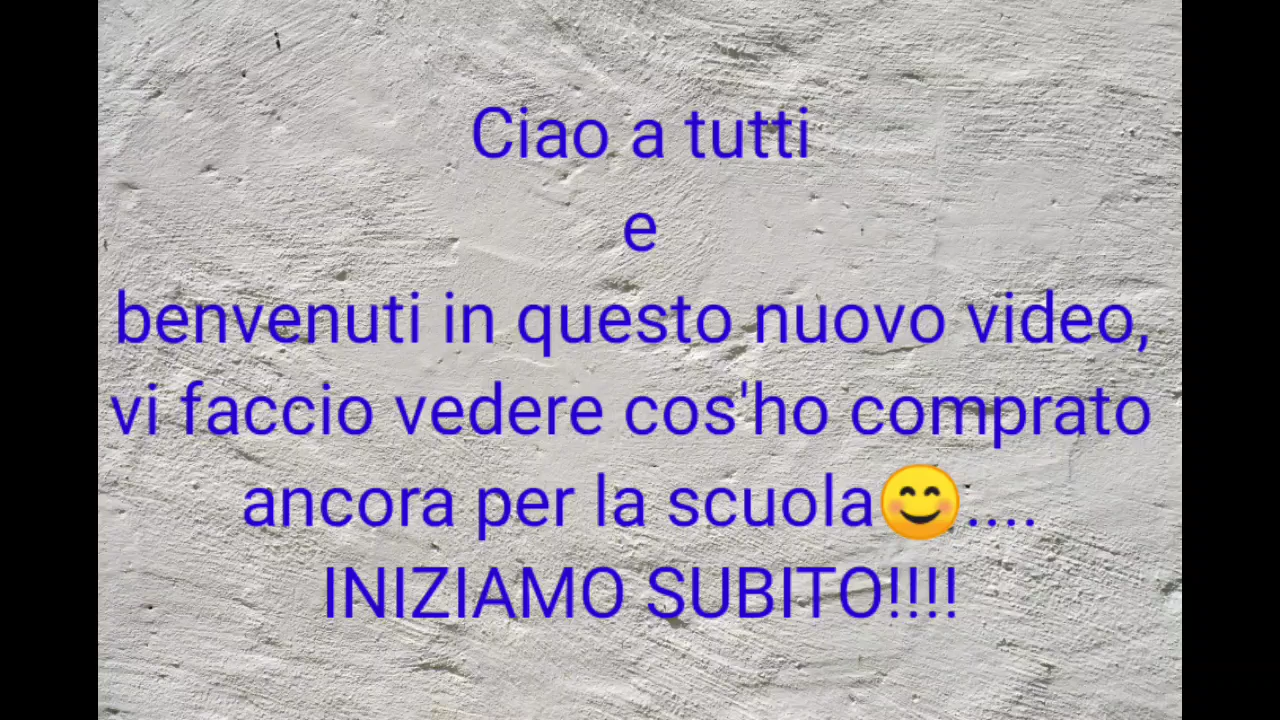 Ciao a tutti
e
benvenuti in questo nuovo video,
vi faccio vedere cos'ho comprato
ancora per la scuola😊....
INIZIAMO SUBITO!!!!